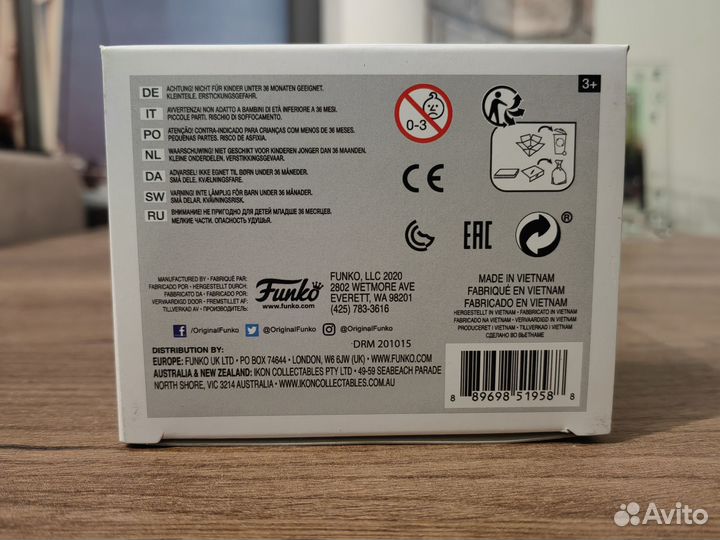 3+
DE ACHTUNG! NICHT FÜR KINDER UNTER 36 MONATEN GEEIGNET.
KLEINTEILE. ERSTICKUNGSGEFAHR.
IT AVVERTENZA! NON ADATTO A BAMBINI DI ETÀ INFERIORE A 36 MESI.
PICCOLE PARTI. RISCHIO DI SOFFOCAMENTO.
PO ATENÇÃO! CONTRA-INDICADO PARA CRIANÇAS COM MENOS DE 36 MESES.
PEQUENAS PARTES. RISCO DE ASFIXIA.
NL WAARSCHUWING! NIET GESCHIKT VOOR KINDEREN JONGER DAN 36 MAANDEN.
KLEINE ONDERDELEN. VERSTIKKINGSGEVAAR.
DA ADVARSEL! IKKE EGNET TIL BØRN UNDER 36 MÅNEDER.
SMÅ DELE. KVÆLNINGSFARE.
SW VARNING! INTE LÄMPLIG FÖR BARN UNDER 36 MÅNADER.
SMÅ DELAR. KVÄVNINGSRISK.
RU ВНИМАНИЕ! НЕ ПРИГОДНО ДЛЯ ДЕТЕЙ МЛАДШЕ 36 МЕСЯЦЕВ.
МЕЛКИЕ ЧАСТИ. ОПАСНОСТЬ УДУШЬЯ.
0-3
CE
EAC
®
MANUFACTURED BY • FABRIQUÉ PAR:
FABRICADO POR • HERGESTELLT DURCH:
FABBRICATO DA • FABRICADO POR:
VERVAARDIGD DOOR • FREMSTILLET AF:
TILLVERKAD AV • ИЗГОТОВЛЕНО:
Funko
www.funko.com
FUNKO, LLC 2020
2802 WETMORE AVE
EVERETT, WA 98201
(425) 783-3616
MADE IN VIETNAM
FABRIQUÉ EN VIETNAM
FABRICADO EN VIETNAM
HERGESTELLT IN VIETNAM • FABBRICATO IN VIETNAM
FABRICADO NA VIETNAM • VERVAARDIGD IN VIETNAM
PRODUCERET I VIETNAM • TILLVERKAD I VIETNAM
СДЕЛАНО ВО ВЬЕТНАМЕ
/OriginalFunko @OriginalFunko @OriginalFunko
DRM 201015
DISTRIBUTION BY:
EUROPE: FUNKO UK LTD • PO BOX 74644 • LONDON, W6 6JW (UK) • WWW.FUNKO.COM
AUSTRALIA & NEW ZEALAND: IKON COLLECTABLES PTY LTD • 49-59 SEABEACH PARADE
NORTH SHORE, VIC 3214 AUSTRALIA • WWW.IKONCOLLECTABLES.COM.AU
8 89698 51958 8
Avito